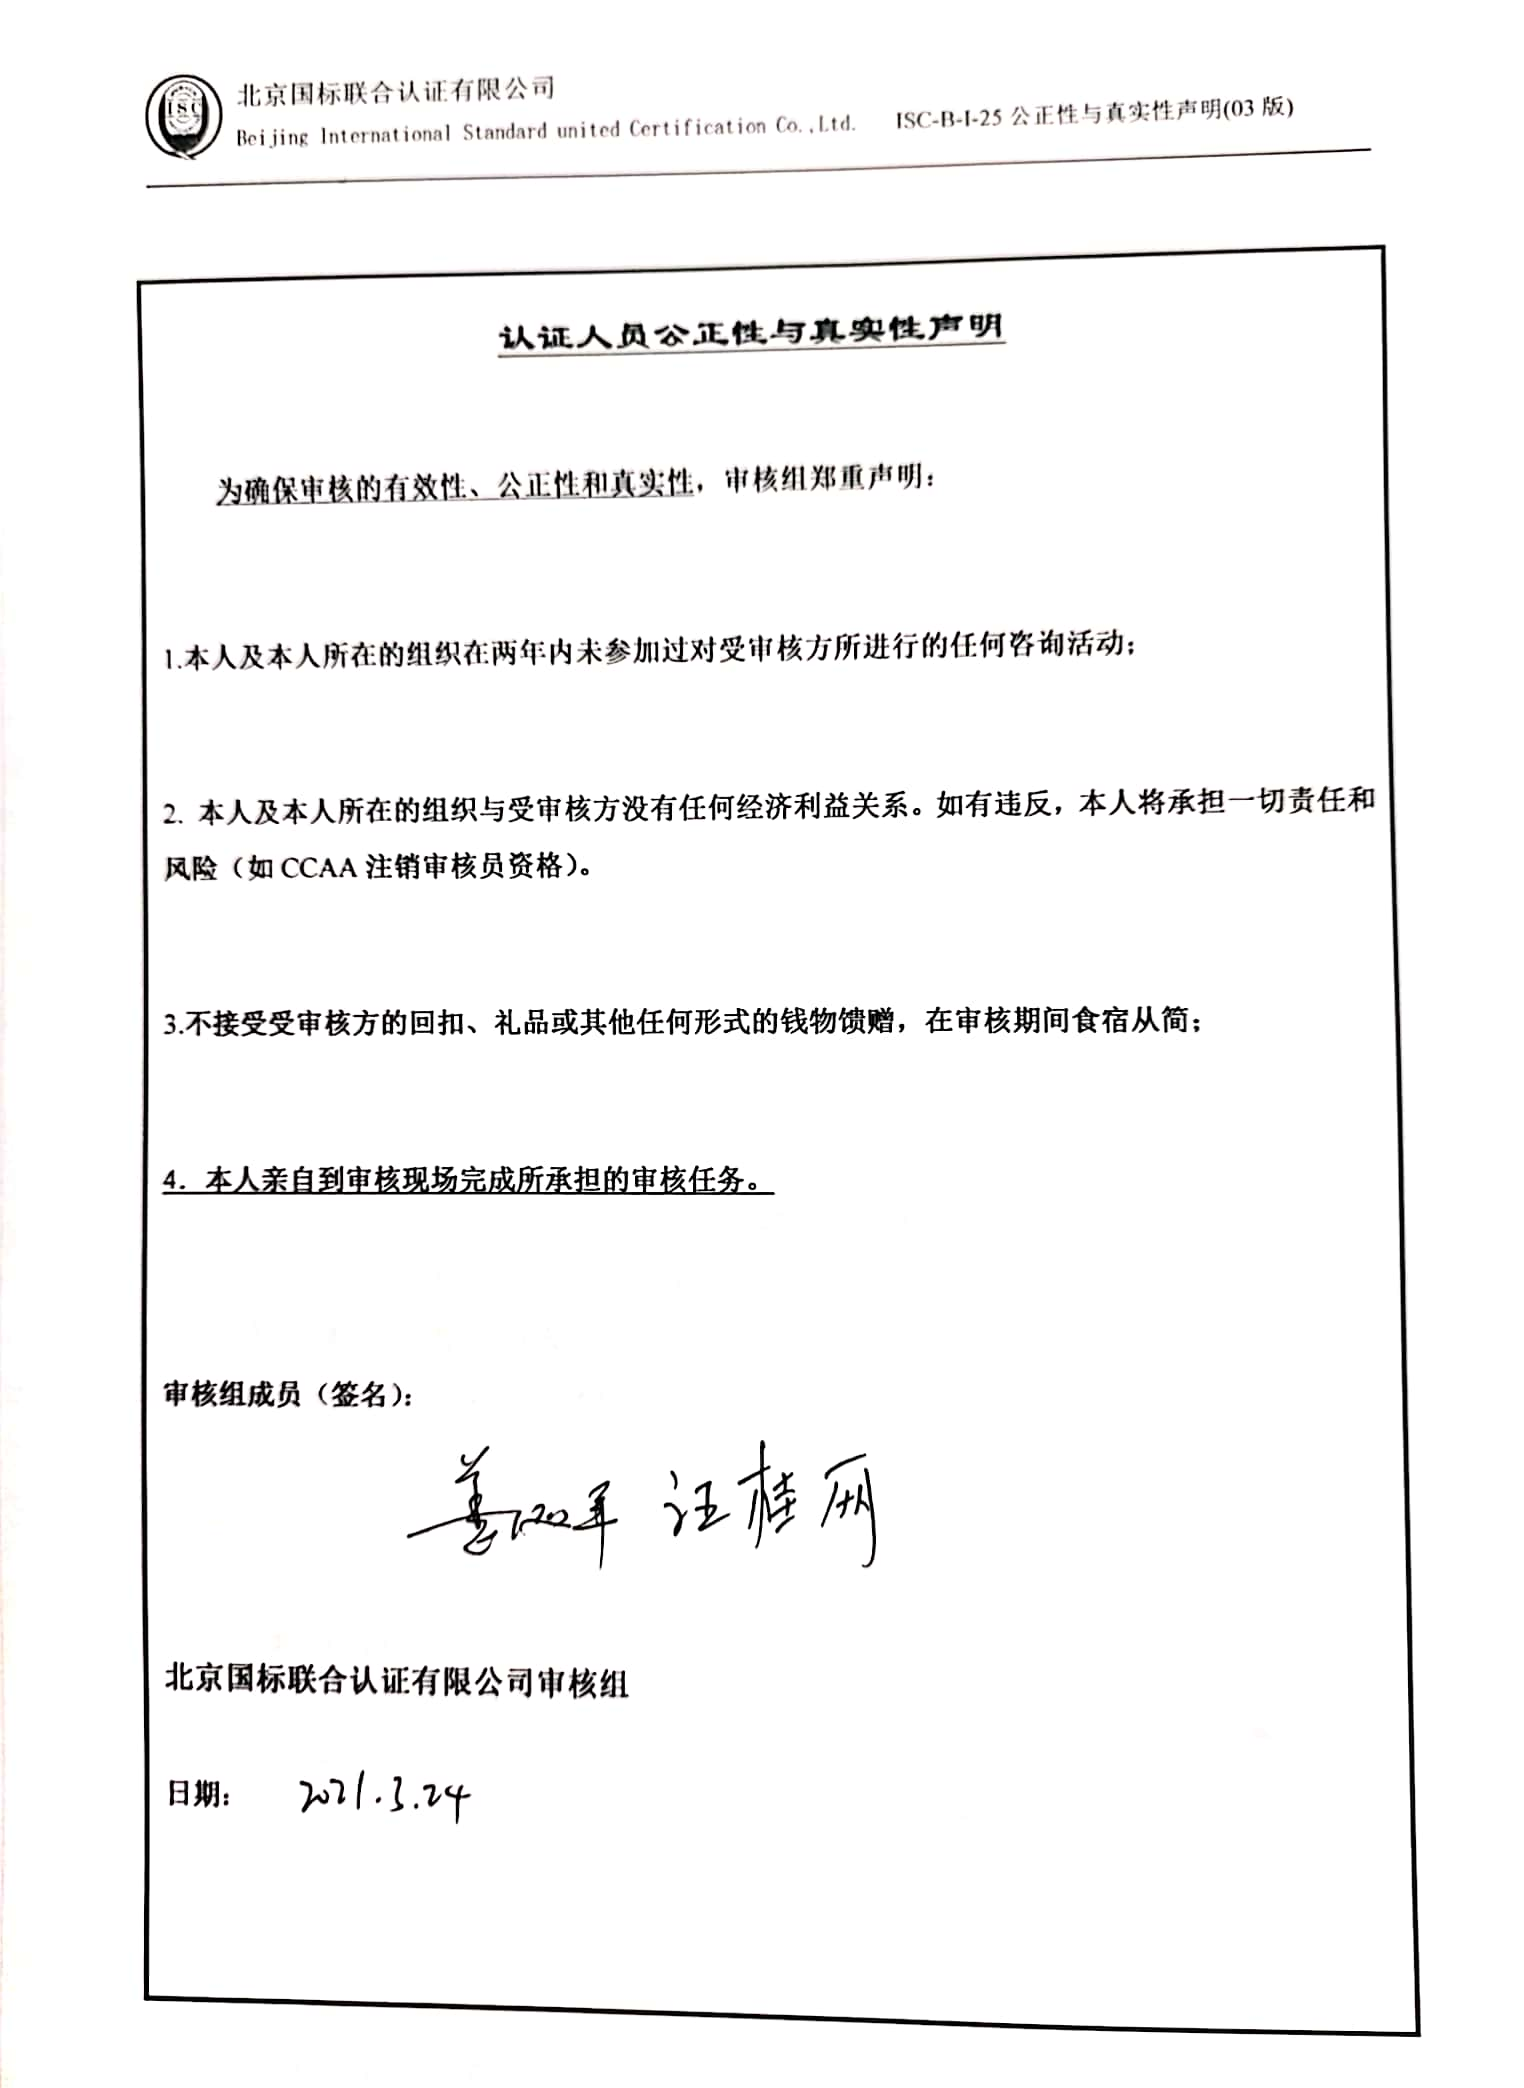 ISC
北京国标联合认证有限公司
Beijing International Standard united Certification Co.,Ltd. ISC-B-I-25 公正性与真实性声明(03 版)
认证人员公正性与真实性声明
为确保审核的有效性、公正性和真实性，审核组郑重声明：
1.本人及本人所在的组织在两年内未参加过对受审核方所进行的任何咨询活动；
2. 本人及本人所在的组织与受审核方没有任何经济利益关系。如有违反，本人将承担一切责任和
风险（如 CCAA 注销审核员资格）。
3.不接受受审核方的回扣、礼品或其他任何形式的钱物馈赠，在审核期间食宿从简；
4. 本人亲自到审核现场完成所承担的审核任务。
审核组成员（签名）：
汪桂丽
北京国标联合认证有限公司审核组
日期： 2021.3.24